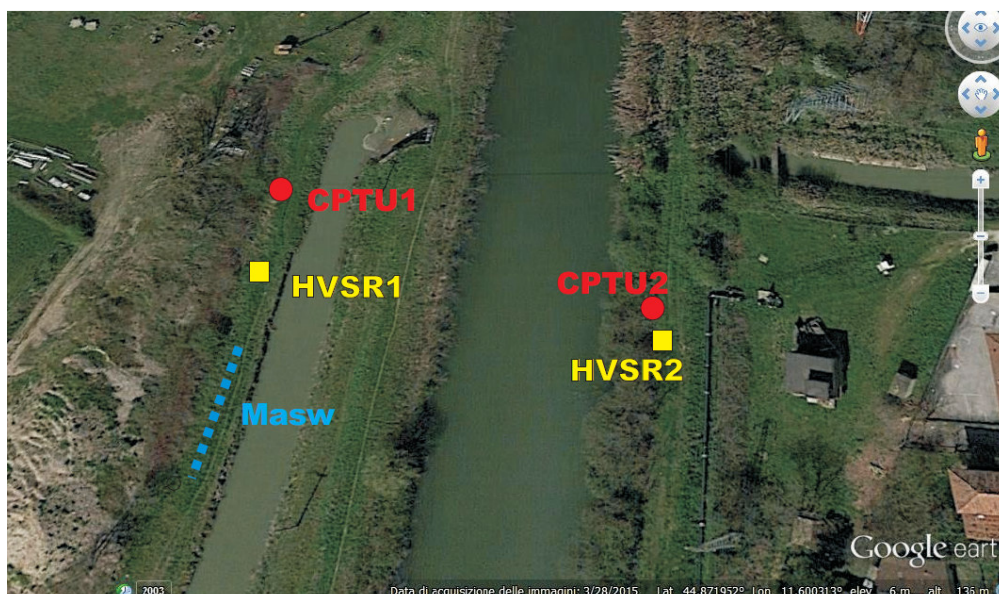 CPTU1
HVSR1
CPTU2
HVSR2
Masw
Google eart
2003
Data di acquisizione delle immagini: 3/28/2015 Lat 44.871952° Lon 11.600313° elev 6 m alt 136 m